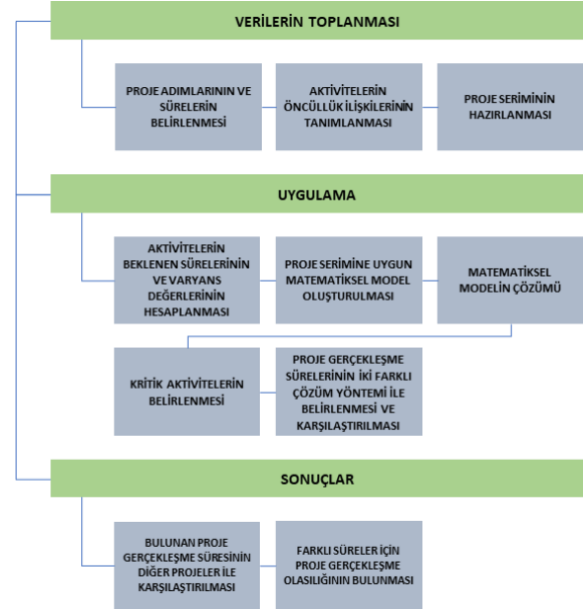 VERİLERİN TOPLANMASI
PROJE ADIMLARININ VE
SÜRELERİN
BELİRLENMESİ
AKTİVİTELERİN
ÖNCÜLLÜK İLİŞKİLERİNİN
TANIMLANMASI
PROJE SERİMİNİN
HAZIRLANMASI
UYGULAMA
AKTİVİTELERİN
BEKLENEN SÜRELERİNİN
VE VARYANS
DEĞERLERİNİN
HESAPLANMASI
PROJE SERİMİNE UYGUN
MATEMATİKSEL MODEL
OLUŞTURULMASI
MATEMATİKSEL
MODELİN ÇÖZÜMÜ
KRİTİK AKTİVİTELERİN
BELİRLENMESİ
PROJE GERÇEKLEŞME
SÜRELERİNİN İKİ FARKLI
ÇÖZÜM YÖNTEMİ İLE
BELİRLENMESİ VE
KARŞILAŞTIRILMASI
SONUÇLAR
BULUNAN PROJE
GERÇEKLEŞME SÜRESİNİN
DİĞER PROJELER İLE
KARŞILAŞTIRILMASI
FARKLI SÜRELER İÇİN
PROJE GERÇEKLEŞME
OLASILIĞININ BULUNMASI